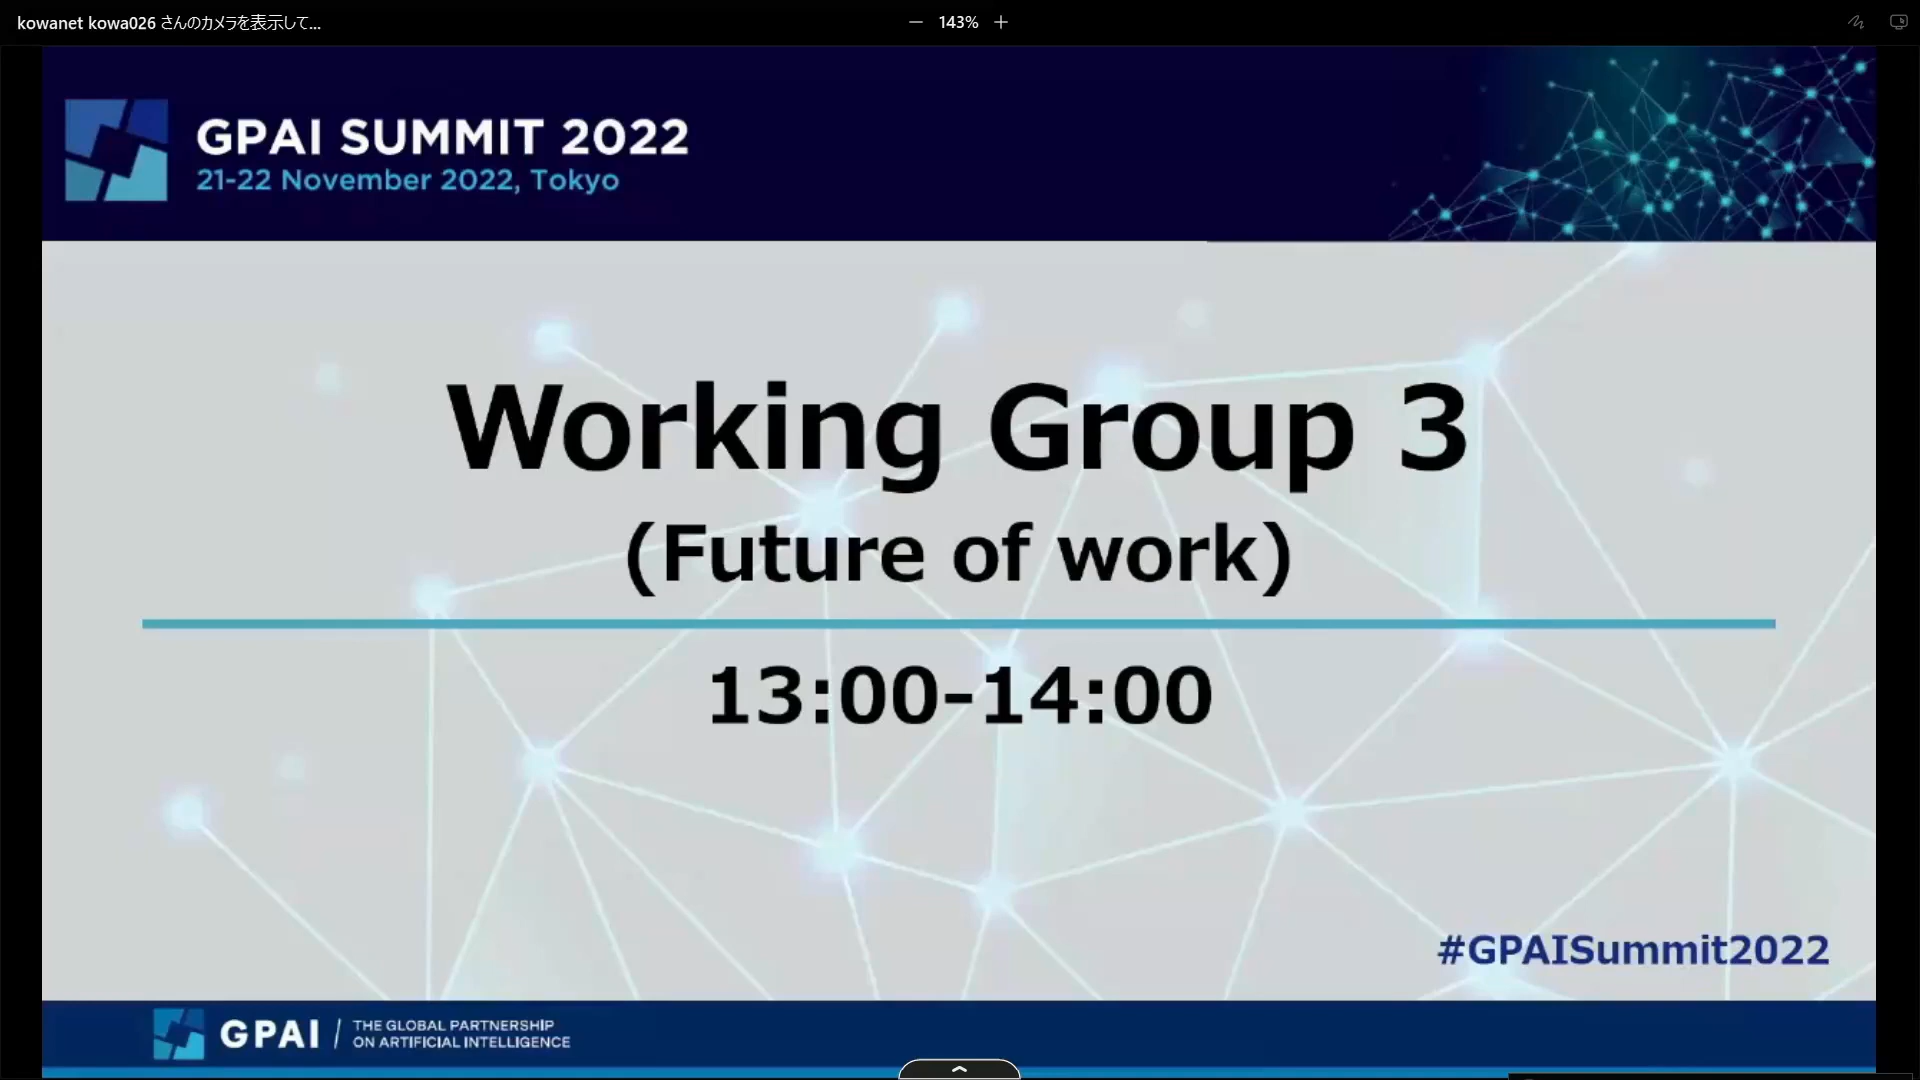 kowanet kowa026 さんのカメラを表示して...
143%
GPAI SUMMIT 2022
21-22 November 2022, Tokyo
Working Group 3
(Future of work)
13:00-14:00
#GPAISummit2022
GPAI
THE GLOBAL PARTNERSHIP
ON ARTIFICIAL INTELLIGENCE